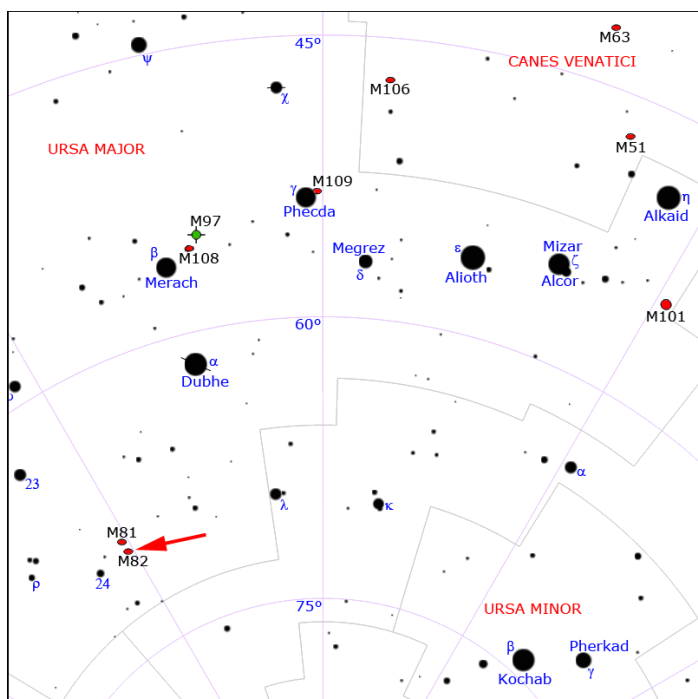 45°
M63
CANES VENATICI
ψ
M106
χ
URSA MAJOR
M51
M109
γ
Phecda
η
Alkaid
M97
M108
β
Merach
Megrez
δ
ε
Alioth
Mizar
ζ
Alcor
M101
60°
α
Dubhe
α
23
λ
κ
M81
M82
ρ
24
75°
URSA MINOR
β
Kochab
Pherkad
γ